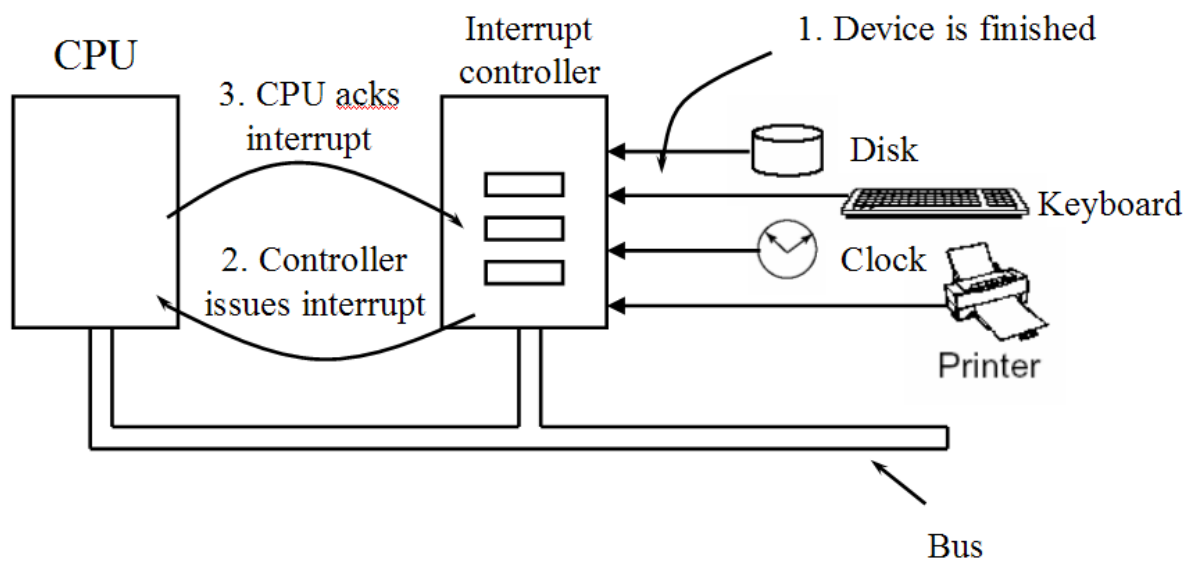 CPU
Interrupt
controller
1. Device is finished
3. CPU acks
interrupt
Disk
Keyboard
2. Controller
issues interrupt
Clock
Printer
Bus